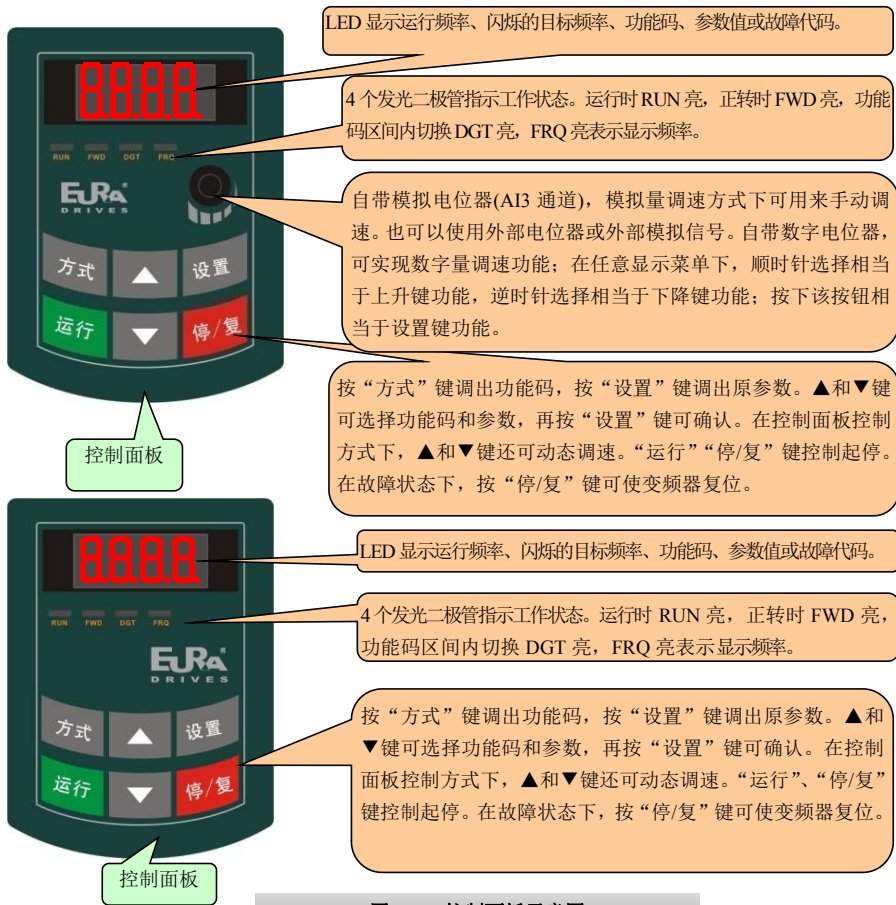 LED 显示运行频率、闪烁的目标频率、功能码、参数值或故障代码。
8.8.8.8.
4 个发光二极管指示工作状态。运行时 RUN 亮，正转时 FWD 亮，功能
码区间内切换 DGT 亮，FRQ 亮表示显示频率。
RUN FWD DGT FRQ
EURA
DRIVES
自带模拟电位器(AI3 通道)，模拟量调速方式下可用来手动调
速。也可以使用外部电位器或外部模拟信号。自带数字电位器，
可实现数字量调速功能；在任意显示菜单下，顺时针选择相当
于上升键功能，逆时针选择相当于下降键功能；按下该按钮相
当于设置键功能。
方式 ▲ 设置
运行 ▼ 停/复
按“方式”键调出功能码，按“设置”键调出原参数。▲和▼键
可选择功能码和参数，再按“设置”键可确认。在控制面板控制
方式下，▲和▼键还可动态调速。“运行”“停/复”键控制起停。
在故障状态下，按“停/复”键可使变频器复位。
控制面板
8.8.8.8.
LED 显示运行频率、闪烁的目标频率、功能码、参数值或故障代码。
RUN FWD DGT FRQ
4 个发光二极管指示工作状态。运行时 RUN 亮，正转时 FWD 亮，
功能码区间内切换 DGT 亮，FRQ 亮表示显示频率。
EURA
DRIVES
方式 ▲ 设置
运行 ▼ 停/复
按“方式”键调出功能码，按“设置”键调出原参数。▲和
▼键可选择功能码和参数，再按“设置”键可确认。在控制
面板控制方式下，▲和▼键还可动态调速。“运行”、“停/复”
键控制起停。在故障状态下，按“停/复”键可使变频器复位。
控制面板